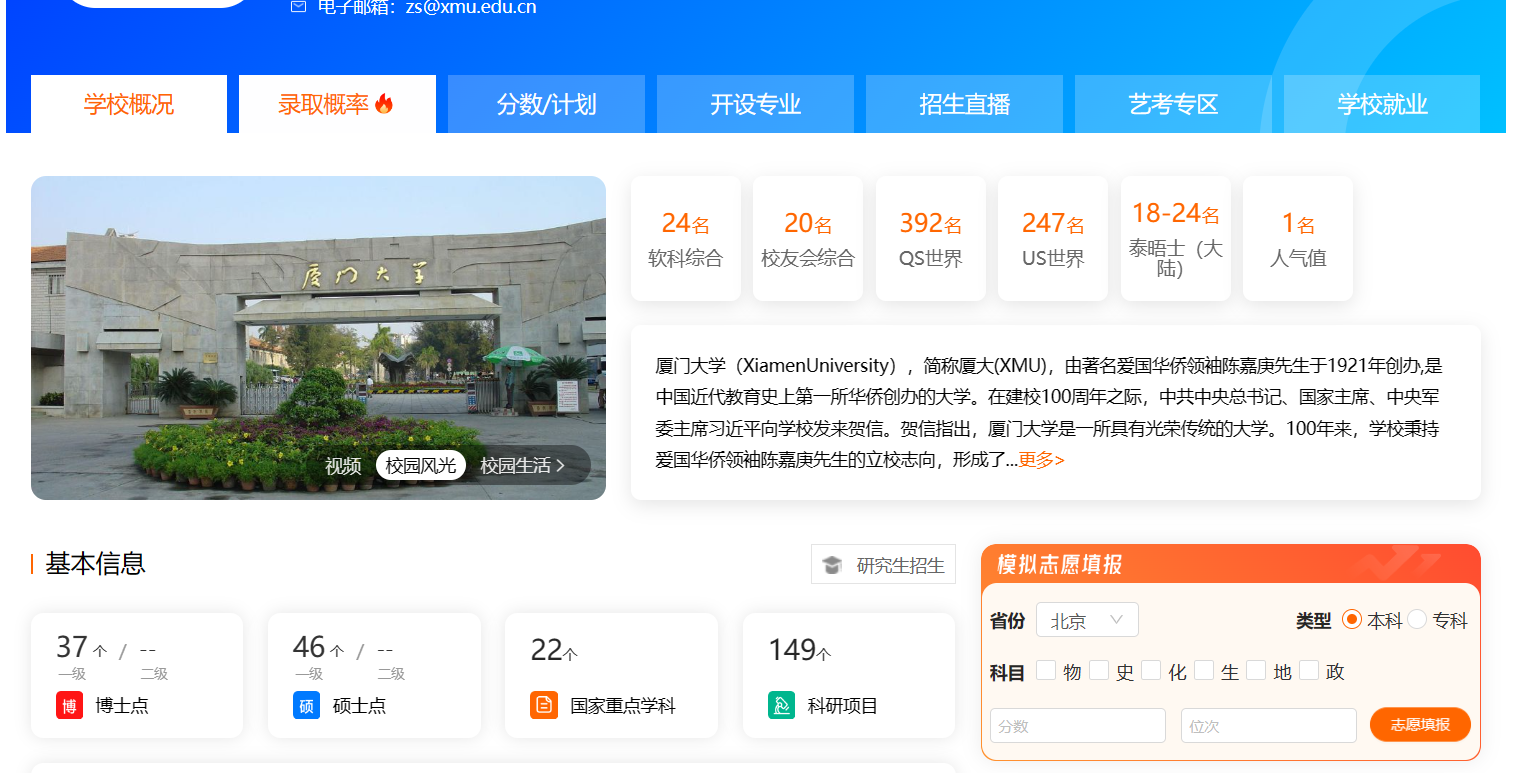 电子邮箱：zs@xmu.edu.cn
学校概况
录取概率
分数/计划
开设专业
招生直播
艺考专区
学校就业
厦门大学
视频 校园风光 校园生活
24名
软科综合
20名
校友会综合
392名
QS世界
247名
US世界
18-24名
泰晤士（大
陆）
1名
人气值
厦门大学（XiamenUniversity），简称厦大(XMU)，由著名爱国华侨领袖陈嘉庚先生于1921年创办,是
中国近代教育史上第一所华侨创办的大学。在建校100周年之际，中共中央总书记、国家主席、中央军
委主席习近平向学校发来贺信。贺信指出，厦门大学是一所具有光荣传统的大学。100年来，学校秉持
爱国华侨领袖陈嘉庚先生的立校志向，形成了...更多>
基本信息
研究生招生
37个 / --
一级 二级
博 博士点
46个 / --
一级 二级
硕 硕士点
22个
国家重点学科
149个
科研项目
模拟志愿填报
省份 北京 类型 本科 专科
科目 物 史 化 生 地 政
分数 位次 志愿填报